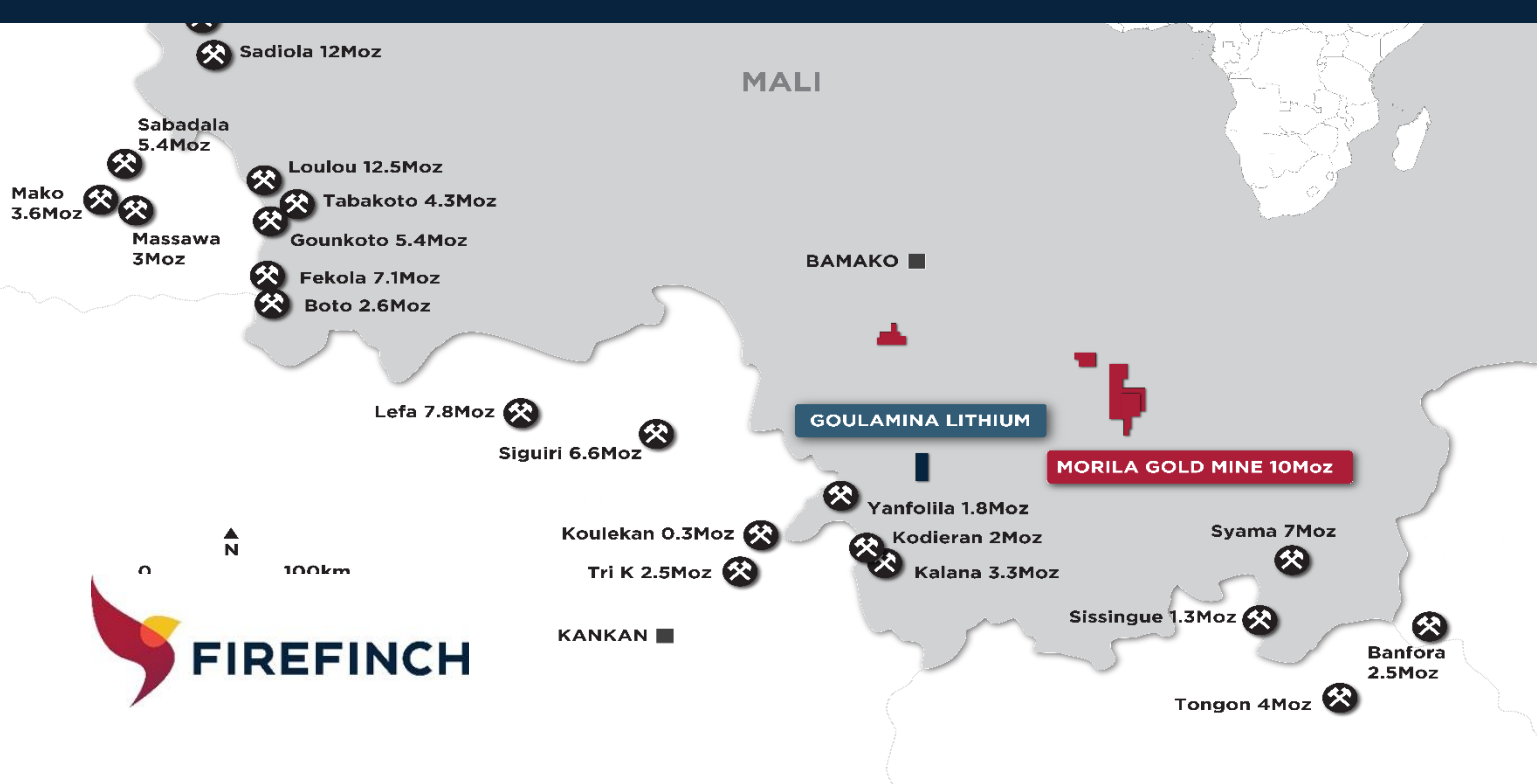 Sadiola 12Moz
MALI
Sabadala
5.4Moz
Loulou 12.5Moz
Mako
3.6Moz
Tabakoto 4.3Moz
Massawa
3Moz
Gounkoto 5.4Moz
BAMAKO
Fekola 7.1Moz
Boto 2.6Moz
Lefa 7.8Moz
GOULAMINA LITHIUM
Siguiri 6.6Moz
MORILA GOLD MINE 10Moz
Yanfolila 1.8Moz
Koulekan 0.3Moz
Kodieran 2Moz
Syama 7Moz
N
Tri K 2.5Moz
Kalana 3.3Moz
0 100km
Sissingue 1.3Moz
KANKAN
Banfora
2.5Moz
FIREFINCH
Tongon 4Moz